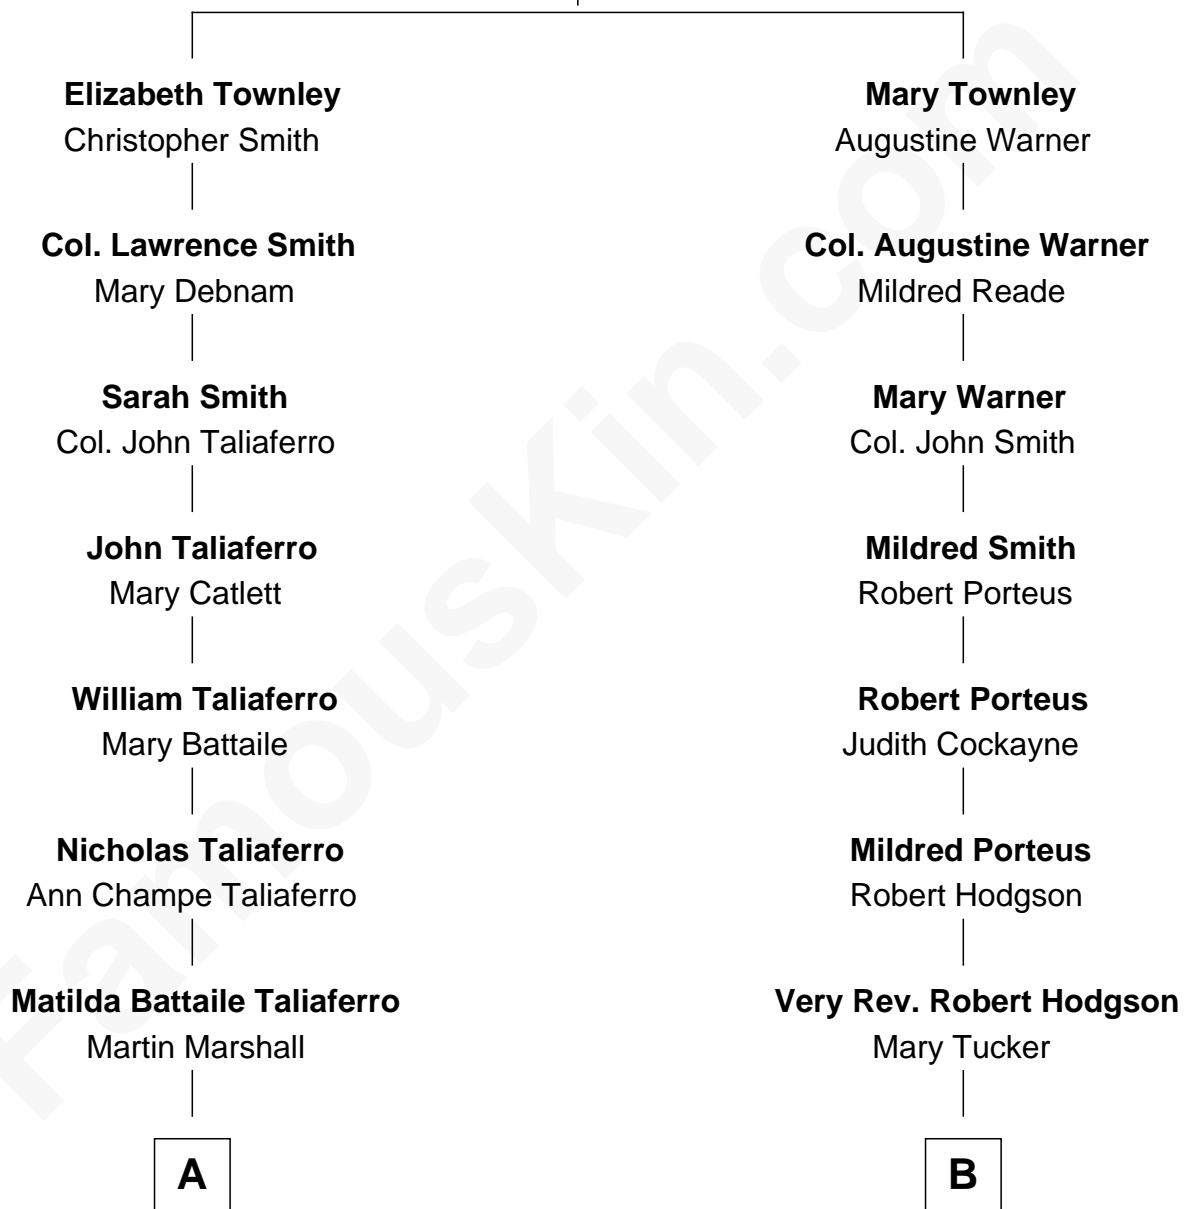 Elizabeth Townley
Christopher Smith
Col. Lawrence Smith
Mary Debnam
Sarah Smith
Col. John Taliaferro
John Taliaferro
Mary Catlett
William Taliaferro
Mary Battaile
Nicholas Taliaferro
Ann Champe Taliaferro
Matilda Battaile Taliaferro
Martin Marshall
A
Mary Townley
Augustine Warner
Col. Augustine Warner
Mildred Reade
Mary Warner
Col. John Smith
Mildred Smith
Robert Porteus
Robert Porteus
Judith Cockayne
Mildred Porteus
Robert Hodgson
Very Rev. Robert Hodgson
Mary Tucker
B
FamousKin.com